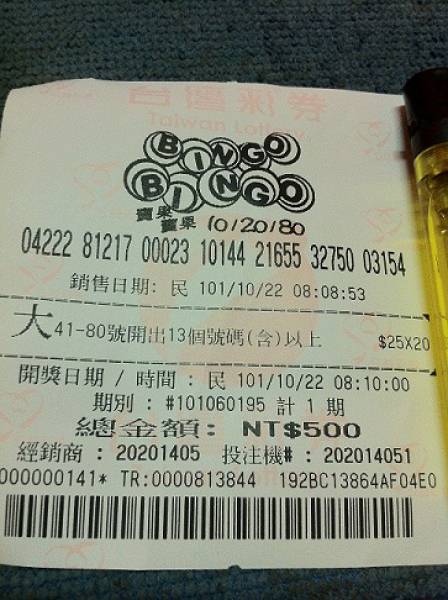 台灣彩券
Taiwan Lottery
BINGO
BINGO
賓果
賓果 10/20/80
04222 81217 00023 10144 21655 32750 03154
銷售日期: 民 101/10/22 08:08:53
大 41-80號開出13個號碼(含)以上 $25X20
開獎日期 / 時間 : 民 101/10/22 08:10:00
期別 : #101060195 計 1 期
總金額: NT$500
經銷商 : 20201405 投注機# : 202014051
000000141* TR:0000813844 192BC13864AF04E0